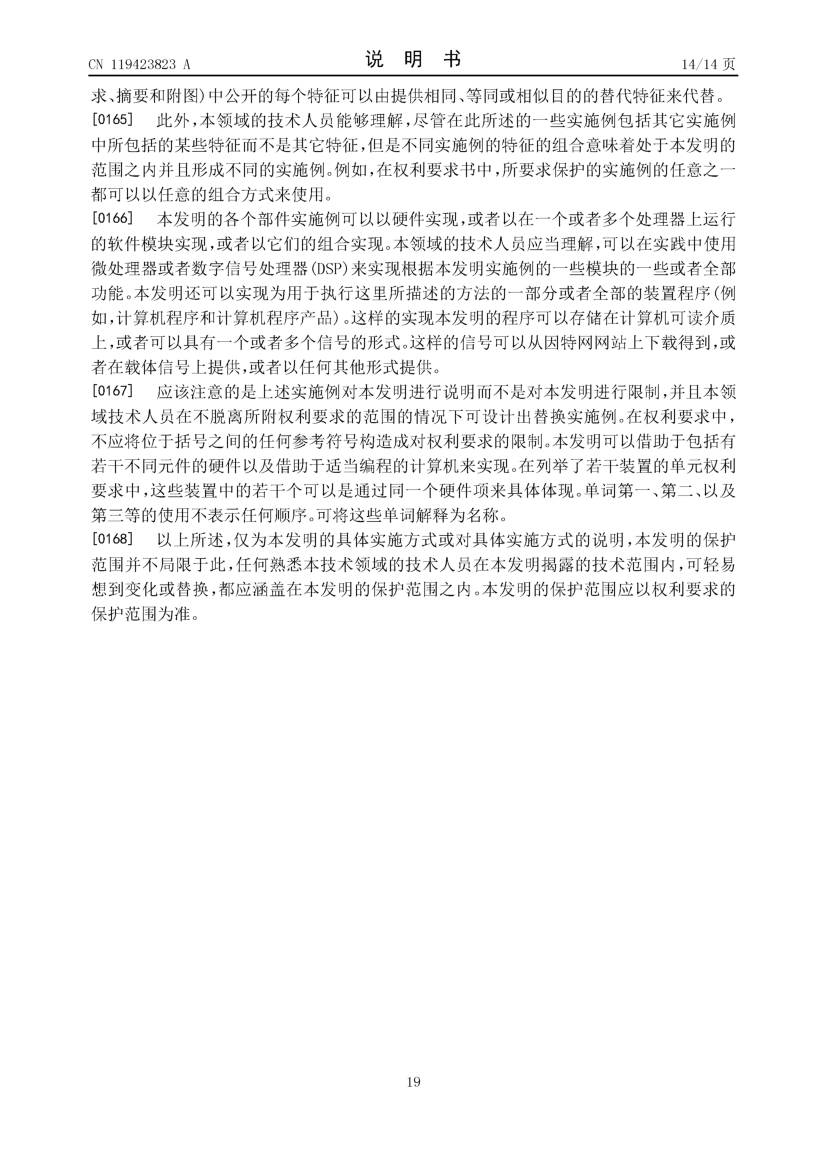 CN 119423823 A
说 明 书
14/14 页
求、摘要和附图)中公开的每个特征可以由提供相同、等同或相似目的的替代特征来代替。
[0165] 此外,本领域的技术人员能够理解,尽管在此所述的一些实施例包括其它实施例
中所包括的某些特征而不是其它特征,但是不同实施例的特征的组合意味着处于本发明的
范围之内并且形成不同的实施例。例如,在权利要求书中,所要求保护的实施例的任意之一
都可以以任意的组合方式来使用。
[0166] 本发明的各个部件实施例可以以硬件实现,或者以在一个或者多个处理器上运行
的软件模块实现,或者以它们的组合实现。本领域的技术人员应当理解,可以在实践中使用
微处理器或者数字信号处理器(DSP)来实现根据本发明实施例的一些模块的一些或者全部
功能。本发明还可以实现为用于执行这里所描述的方法的一部分或者全部的装置程序(例
如,计算机程序和计算机程序产品)。这样的实现本发明的程序可以存储在计算机可读介质
上,或者可以具有一个或者多个信号的形式。这样的信号可以从因特网网站上下载得到,或
者在载体信号上提供,或者以任何其他形式提供。
[0167] 应该注意的是上述实施例对本发明进行说明而不是对本发明进行限制,并且本领
域技术人员在不脱离所附权利要求的范围的情况下可设计出替换实施例。在权利要求中,
不应将位于括号之间的任何参考符号构造成对权利要求的限制。本发明可以借助于包括有
若干不同元件的硬件以及借助于适当编程的计算机来实现。在列举了若干装置的单元权利
要求中,这些装置中的若干个可以是通过同一个硬件项来具体体现。单词第一、第二、以及
第三等的使用不表示任何顺序。可将这些单词解释为名称。
[0168] 以上所述,仅为本发明的具体实施方式或对具体实施方式的说明,本发明的保护
范围并不局限于此,任何熟悉本技术领域的技术人员在本发明揭露的技术范围内,可轻易
想到变化或替换,都应涵盖在本发明的保护范围之内。本发明的保护范围应以权利要求的
保护范围为准。
19